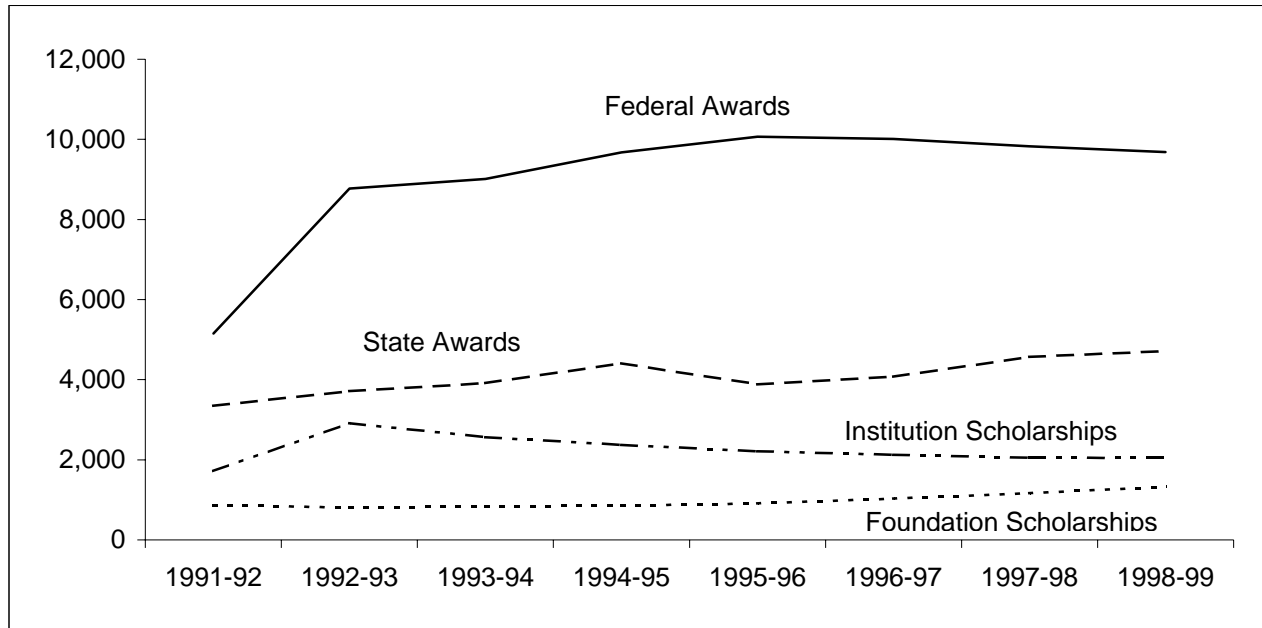 12,000
Federal Awards
10,000
8,000
6,000
State Awards
4,000
Institution Scholarships
2,000
Foundation Scholarships
0
1991-92 1992-93 1993-94 1994-95 1995-96 1996-97 1997-98 1998-99